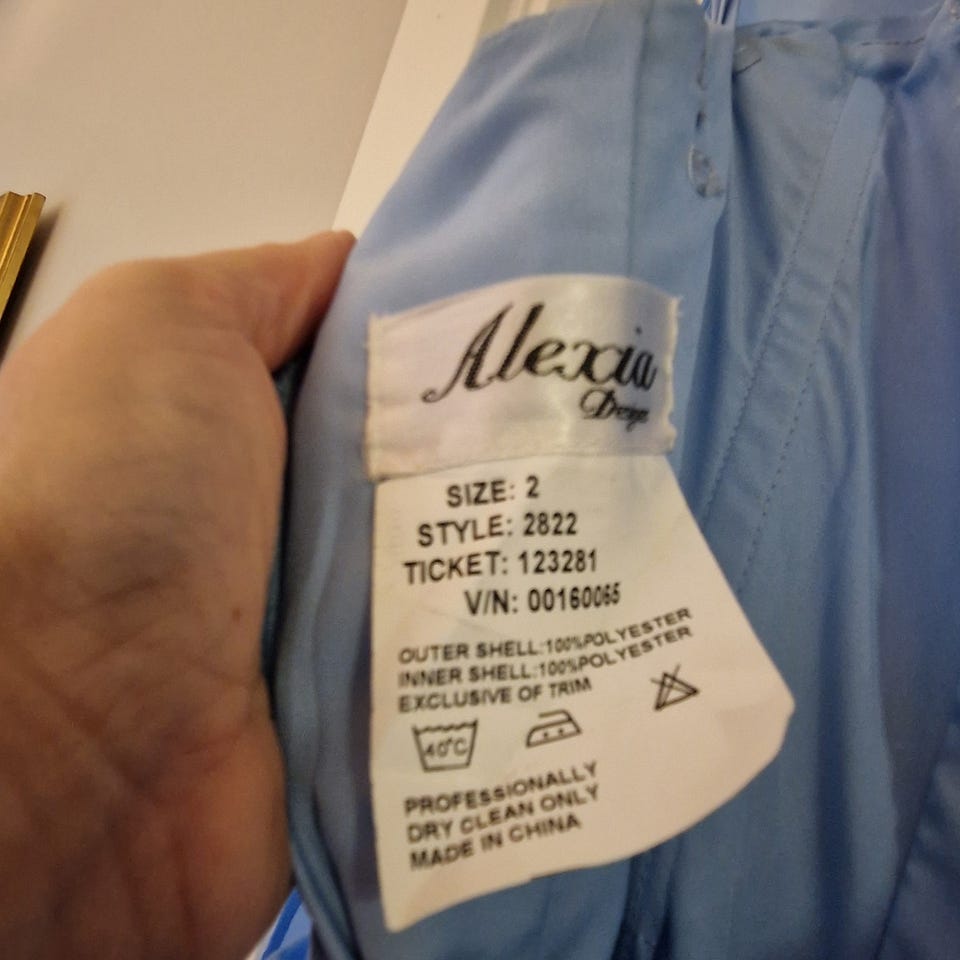 Alexia
SIZE: 2
STYLE: 2822
TICKET: 123281
V/N: 00160065
OUTER SHELL:100%POLYESTER
INNER SHELL:100%POLYESTER
EXCLUSIVE OF TRIM
40°C
PROFESSIONALLY
DRY CLEAN ONLY
MADE IN CHINA